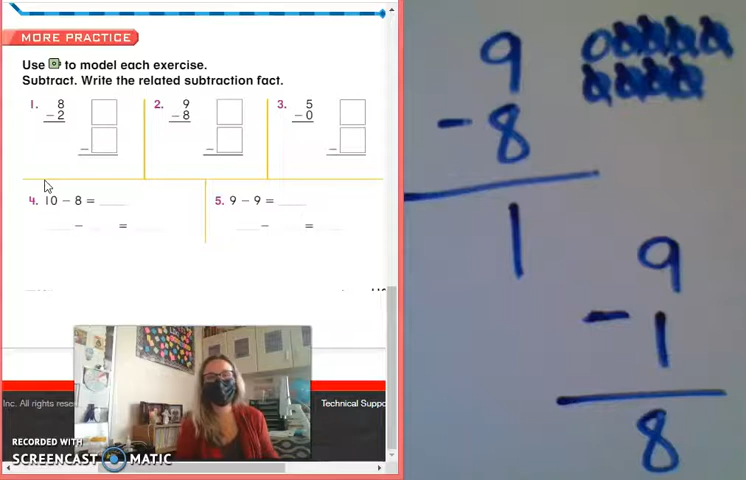 MORE PRACTICE
Use to model each exercise.
Subtract. Write the related subtraction fact.
1. 8
− 2
−
2. 9
− 8
−
3. 5
− 0
−
4. 10 − 8 =
− =
5. 9 − 9 =
− =
Inc. All rights rese
Technical Suppo
RECORDED WITH
SCREENCAST MATIC
9
- 8
1
9
- 1
8